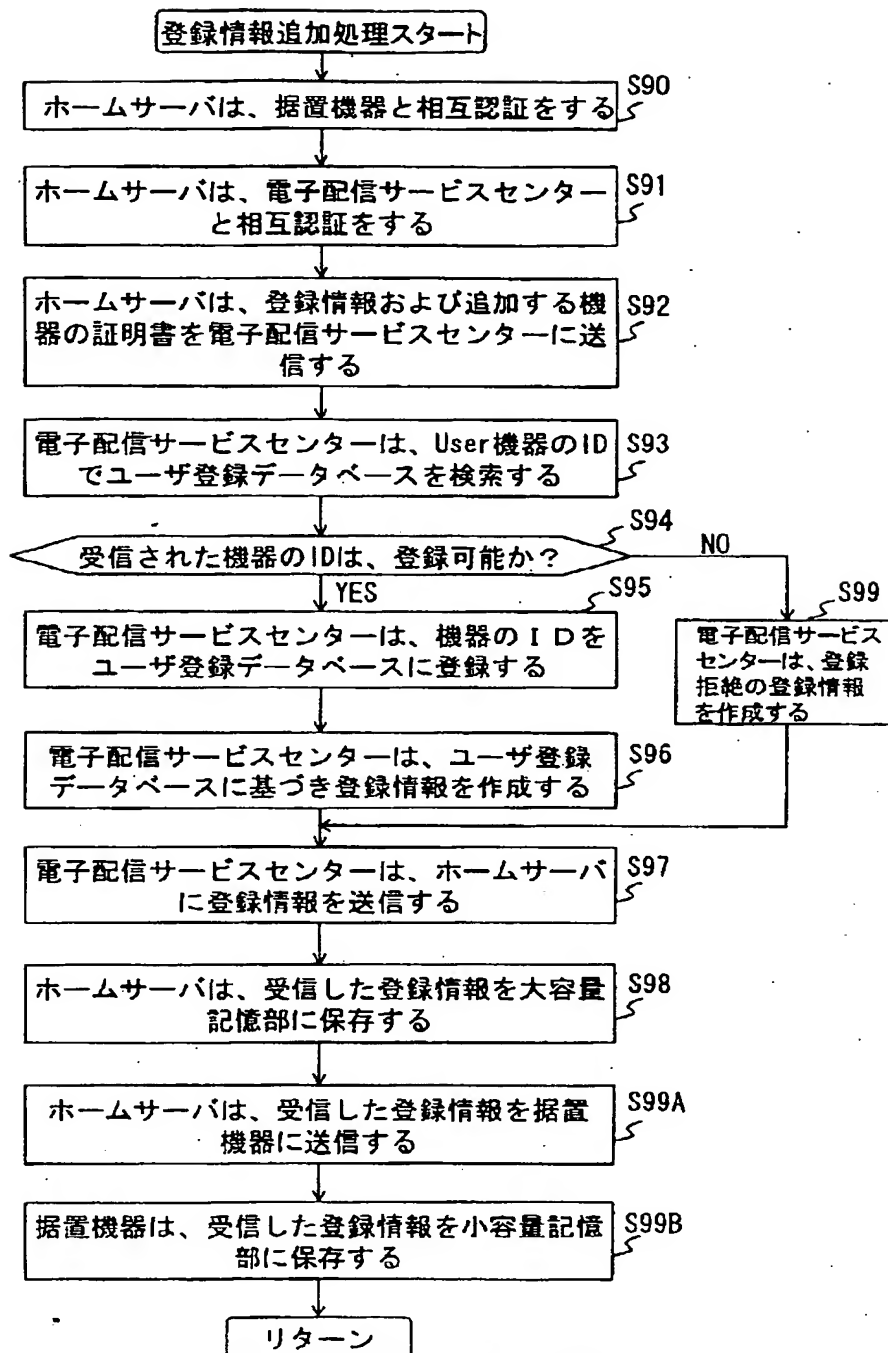 登録情報追加処理スタート
S90
ホームサーバは、据置機器と相互認証をする
S91
ホームサーバは、電子配信サービスセンター
と相互認証をする
S92
ホームサーバは、登録情報および追加する機
器の証明書を電子配信サービスセンターに送
信する
S93
電子配信サービスセンターは、User機器のID
でユーザ登録データベースを検索する
S94
受信された機器のIDは、登録可能か？
NO
YES
S95
電子配信サービスセンターは、機器のＩＤを
ユーザ登録データベースに登録する
S99
電子配信サービス
センターは、登録
拒絶の登録情報
を作成する
S96
電子配信サービスセンターは、ユーザ登録
データベースに基づき登録情報を作成する
S97
電子配信サービスセンターは、ホームサーバ
に登録情報を送信する
S98
ホームサーバは、受信した登録情報を大容量
記憶部に保存する
S99A
ホームサーバは、受信した登録情報を据置
機器に送信する
S99B
据置機器は、受信した登録情報を小容量記憶
部に保存する
リターン